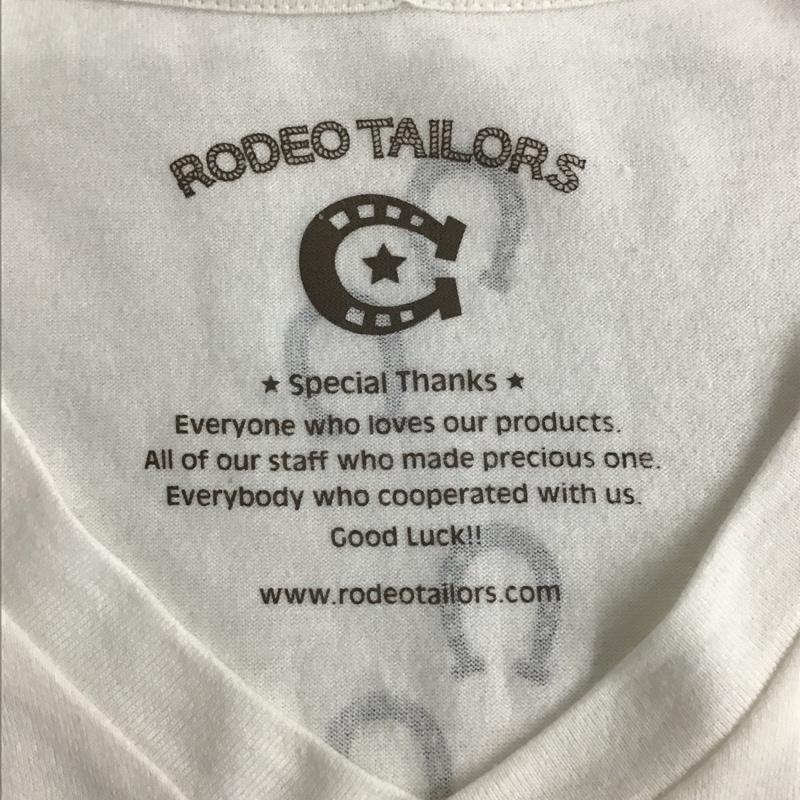 RODEO TAILORS
★ Special Thanks ★
Everyone who loves our products.
All of our staff who made precious one.
Everybody who cooperated with us.
Good Luck!!
www.rodeotailors.com